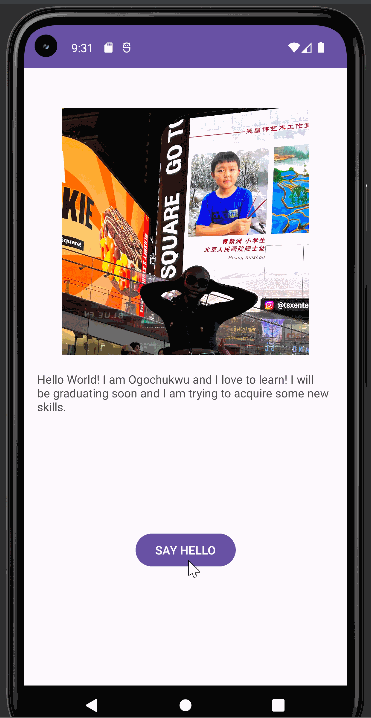 9:31
GO TO
SQUARE
KIE
Hello World! I am Ogochukwu and I love to learn! I will
be graduating soon and I am trying to acquire some new
skills.
SAY HELLO